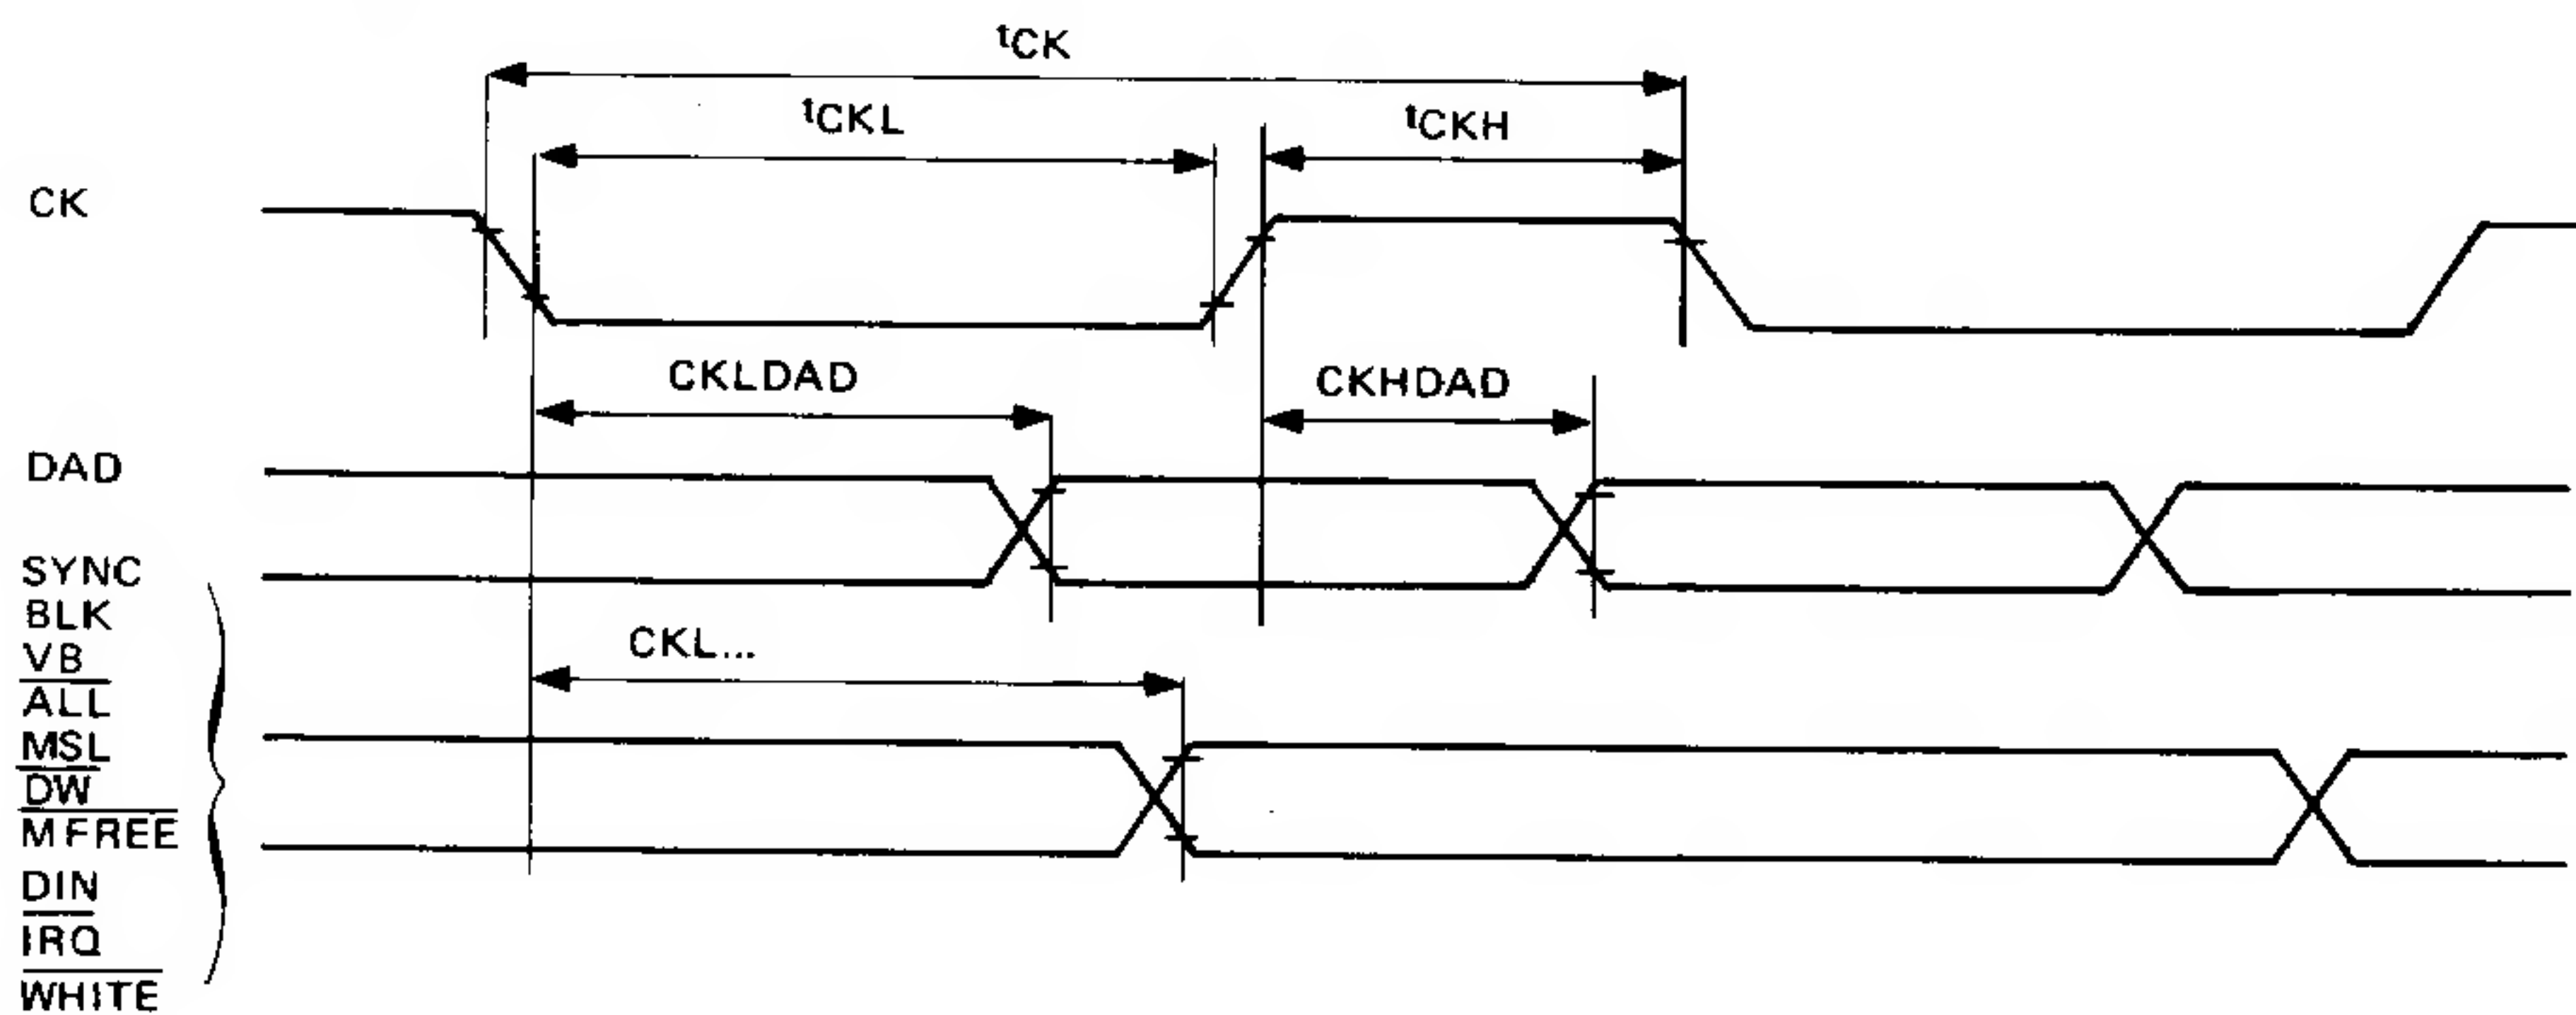 tCK
tCKL
tCKH
CK
CKLDAD
CKHDAD
DAD
SYNC
BLK
CKL...
VB
ALL
MSL
DW
MFREE
DIN
IRQ
WHITE